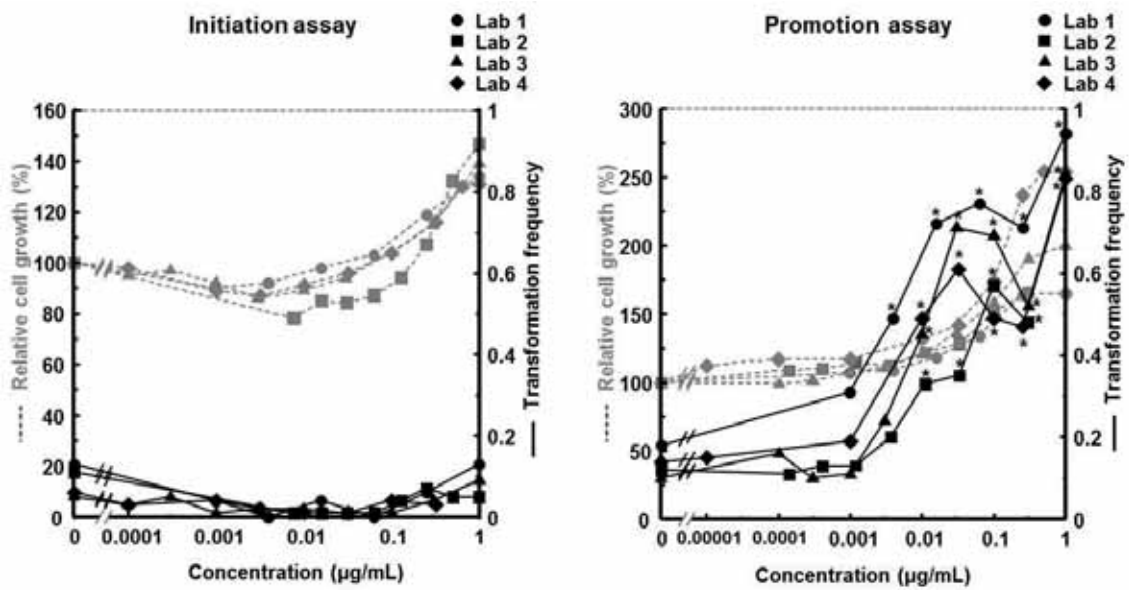 Initiation assay
Lab 1
Lab 2
Lab 3
Lab 4
160
140
120
100
80
60
40
20
0
Relative cell growth (%)
1
0.8
0.6
0.4
0.2
0
Transformation frequency
0 0.0001 0.001 0.01 0.1 1
Concentration (µg/mL)
Promotion assay
Lab 1
Lab 2
Lab 3
Lab 4
300
250
200
150
100
50
0
Relative cell growth (%)
1
0.8
0.6
0.4
0.2
0
Transformation frequency
0 0.00001 0.0001 0.001 0.01 0.1 1
Concentration (µg/mL)